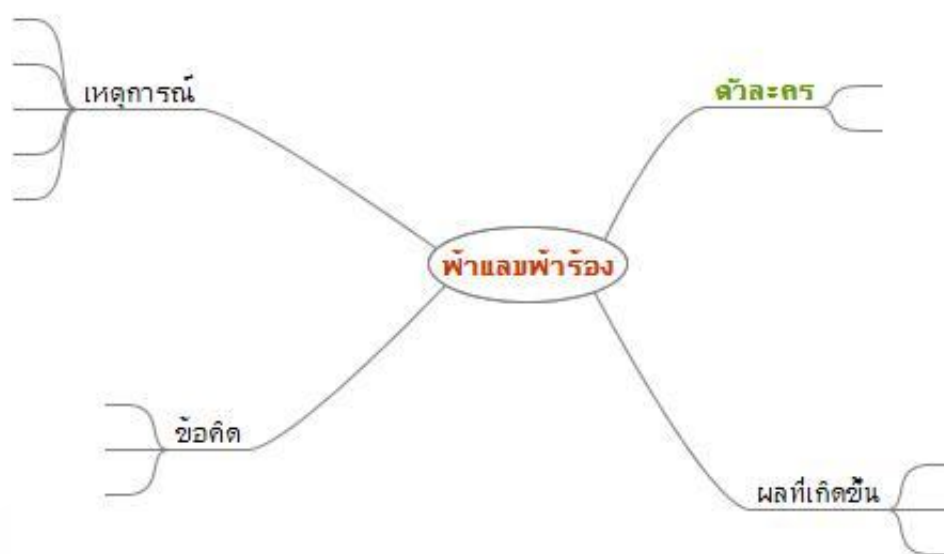 เหตุการณ์
ตัวละคร
ฟ้าแลบฟ้าร้อง
ข้อคิด
ผลที่เกิดขึ้น